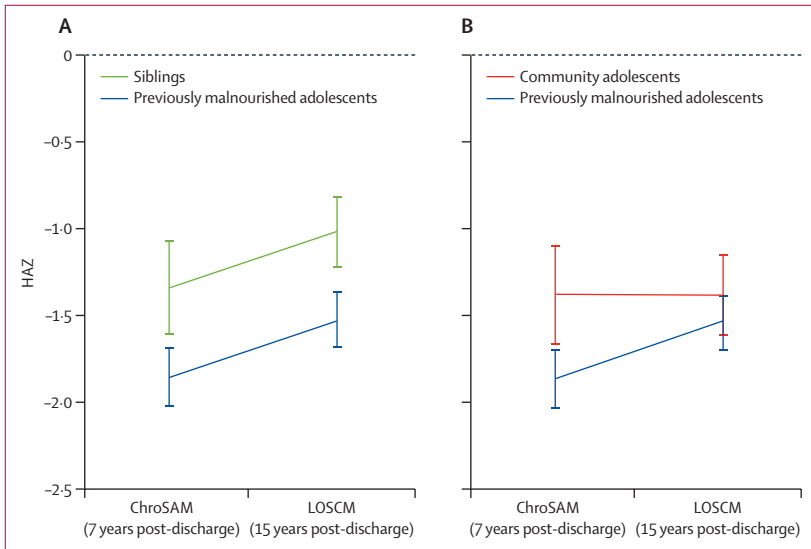 A
B
0
–0·5
–1·0
–1·5
–2·0
–2·5
HAZ
Siblings
Previously malnourished adolescents
Community adolescents
Previously malnourished adolescents
ChroSAM
(7 years post-discharge)
LOSCM
(15 years post-discharge)
ChroSAM
(7 years post-discharge)
LOSCM
(15 years post-discharge)